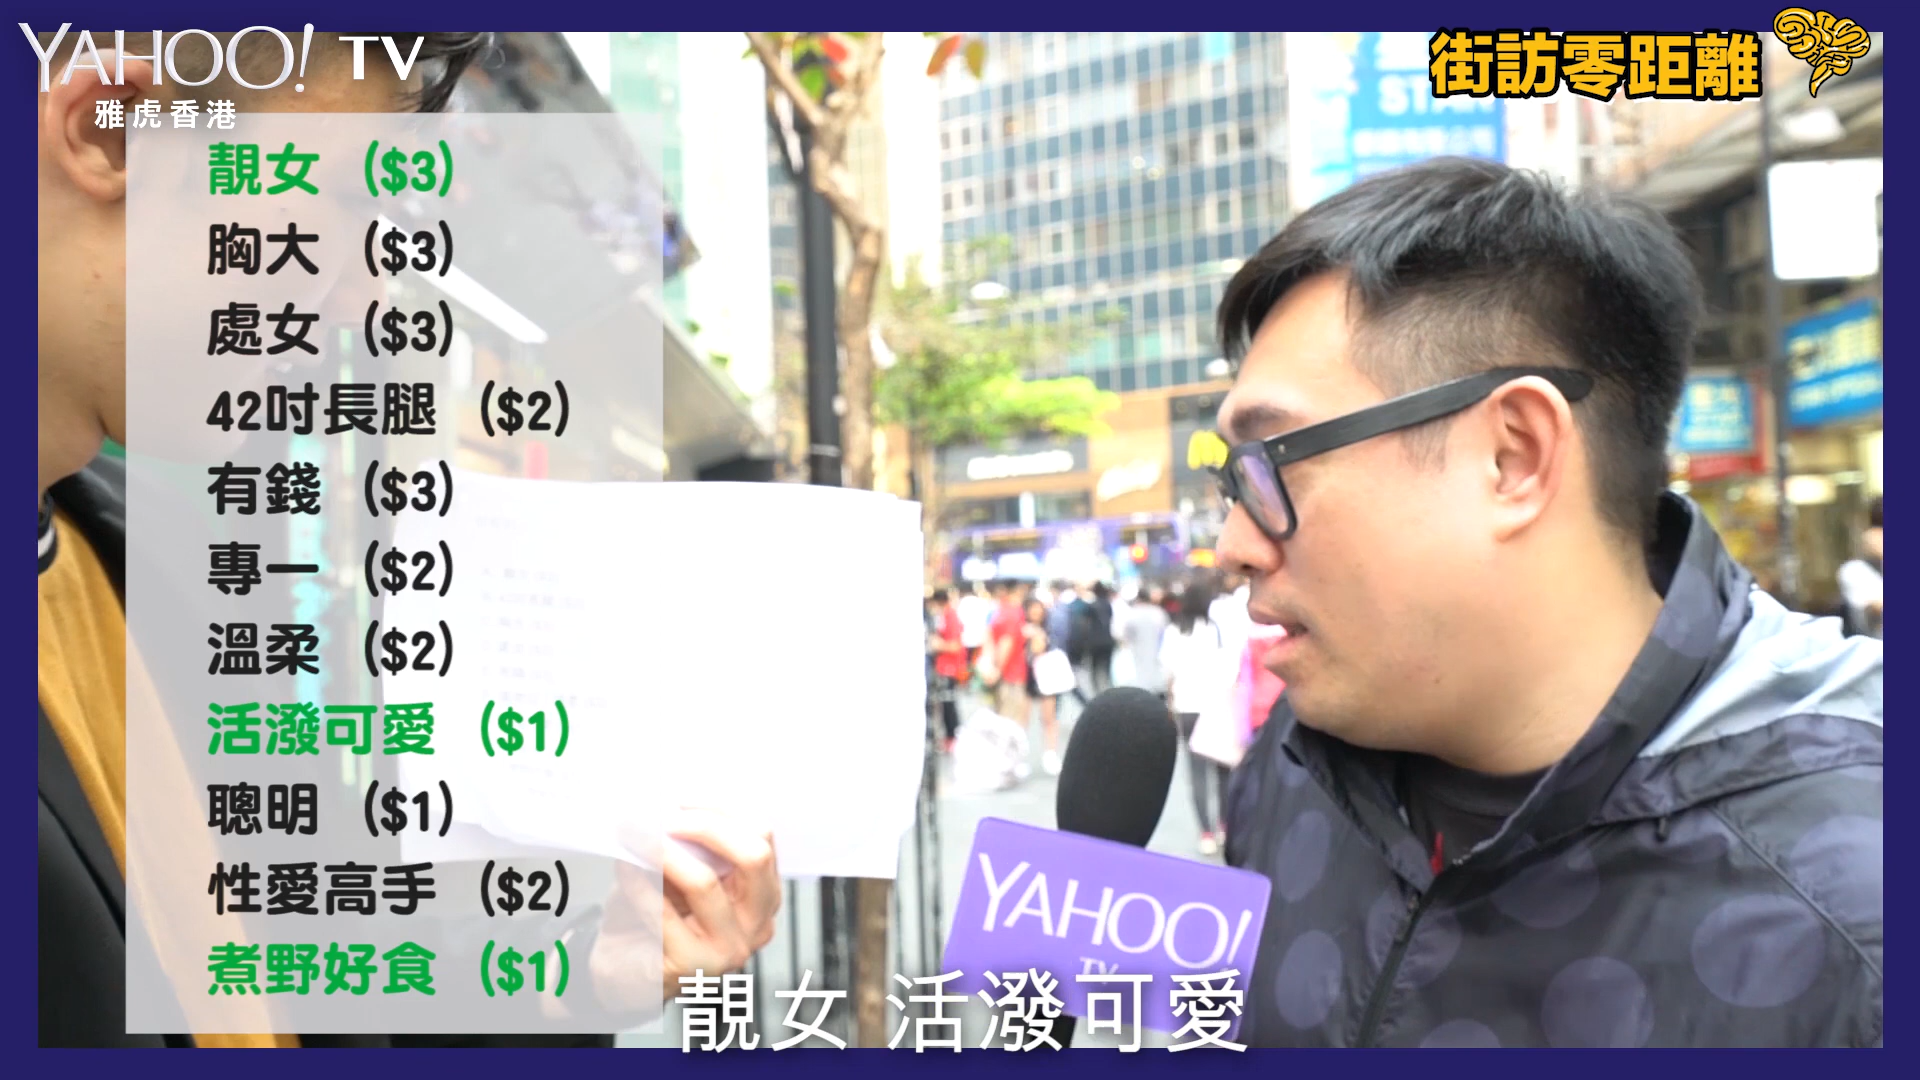 YAHOO! TV
雅虎香港
街訪零距離
靚女 ($3)
胸大 ($3)
處女 ($3)
42吋長腿 ($2)
有錢 ($3)
專一 ($2)
溫柔 ($2)
活潑可愛 ($1)
聰明 ($1)
性愛高手 ($2)
煮野好食 ($1)
YAHOO!
TV
靚女 活潑可愛